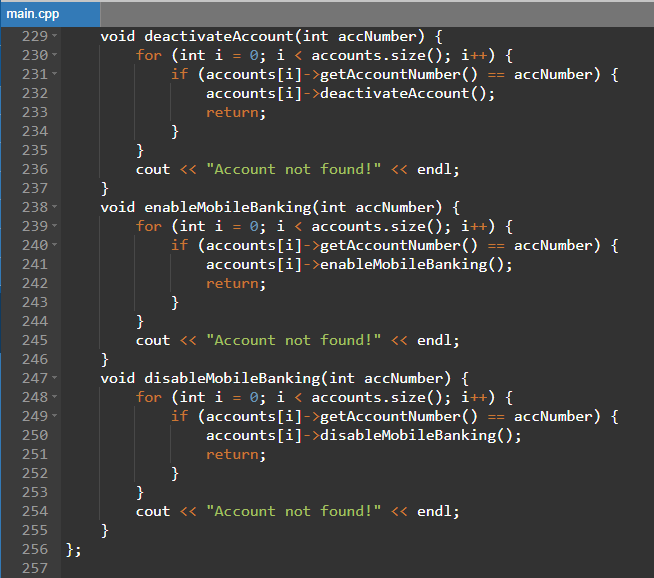 main.cpp
229 void deactivateAccount(int accNumber) {
230 for (int i = 0; i < accounts.size(); i++) {
231 if (accounts[i]->getAccountNumber() == accNumber) {
232 accounts[i]->deactivateAccount();
233 return;
234 }
235 }
236 cout << "Account not found!" << endl;
237 }
238 void enableMobileBanking(int accNumber) {
239 for (int i = 0; i < accounts.size(); i++) {
240 if (accounts[i]->getAccountNumber() == accNumber) {
241 accounts[i]->enableMobileBanking();
242 return;
243 }
244 }
245 cout << "Account not found!" << endl;
246 }
247 void disableMobileBanking(int accNumber) {
248 for (int i = 0; i < accounts.size(); i++) {
249 if (accounts[i]->getAccountNumber() == accNumber) {
250 accounts[i]->disableMobileBanking();
251 return;
252 }
253 }
254 cout << "Account not found!" << endl;
255 }
256 };
257